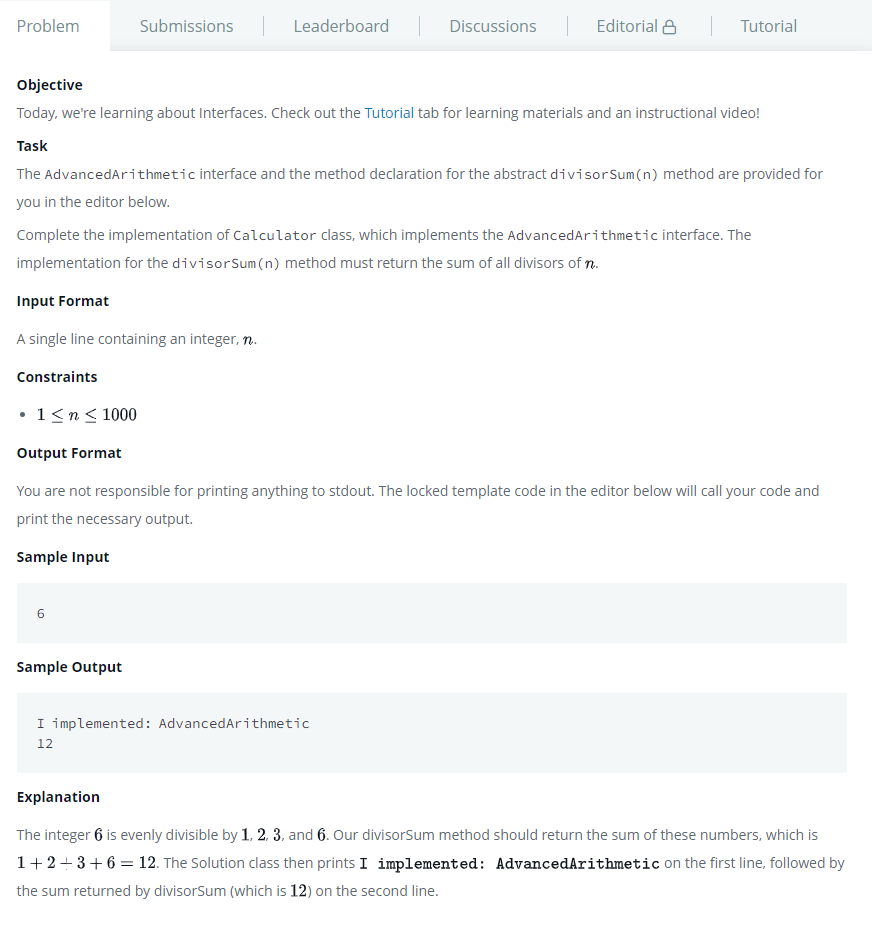 Problem Submissions Leaderboard Discussions Editorial Tutorial
Objective
Today, we're learning about Interfaces. Check out the Tutorial tab for learning materials and an instructional video!
Task
The AdvancedArithmetic interface and the method declaration for the abstract divisorSum(n) method are provided for
you in the editor below.
Complete the implementation of Calculator class, which implements the AdvancedArithmetic interface. The
implementation for the divisorSum(n) method must return the sum of all divisors of n.
Input Format
A single line containing an integer, n.
Constraints
• 1 ≤ n ≤ 1000
Output Format
You are not responsible for printing anything to stdout. The locked template code in the editor below will call your code and
print the necessary output.
Sample Input
6
Sample Output
I implemented: AdvancedArithmetic
12
Explanation
The integer 6 is evenly divisible by 1, 2, 3, and 6. Our divisorSum method should return the sum of these numbers, which is
1 + 2 + 3 + 6 = 12. The Solution class then prints I implemented: AdvancedArithmetic on the first line, followed by
the sum returned by divisorSum (which is 12) on the second line.